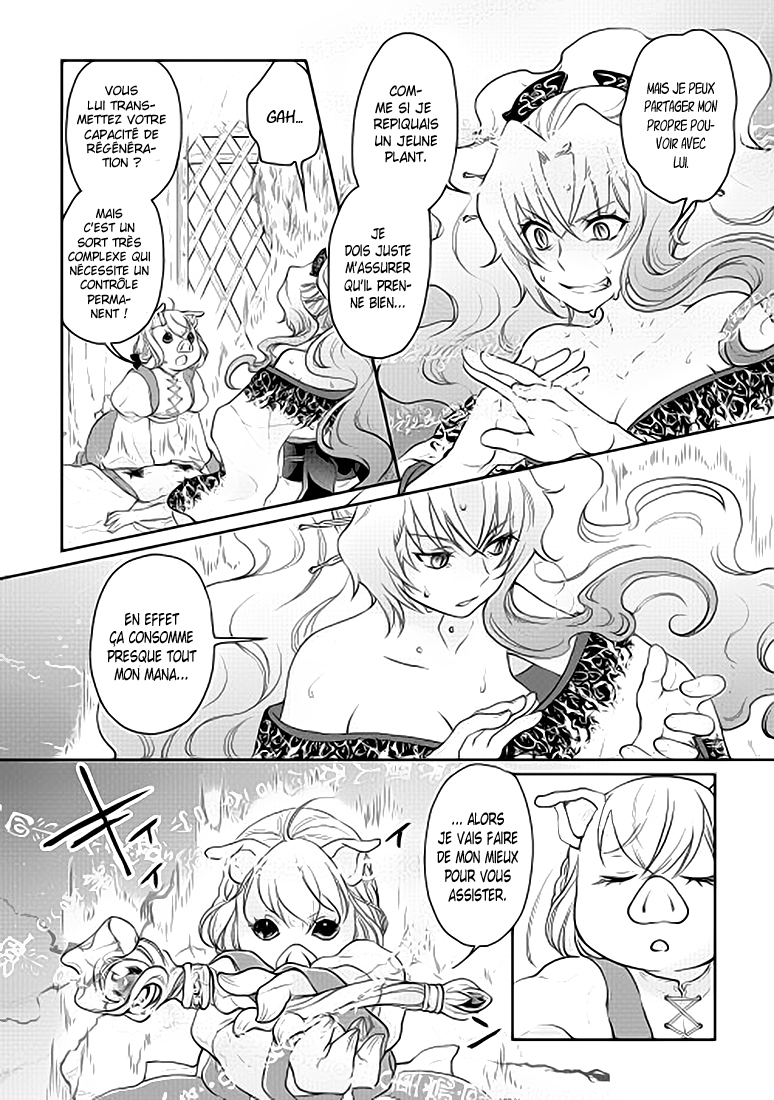 MAIS JE PEUX
PARTAGER MON
PROPRE POU-
VOIR AVEC
LUI.
COM-
ME SI JE
REPIQUAIS
UN JEUNE
PLANT.
JE
DOIS JUSTE
M'ASSURER
QU'IL PREN-
NE BIEN...
GAH...
VOUS
LUI TRANS-
METTEZ VOTRE
CAPACITÉ DE
RÉGÉNÉRA-
TION ?
MAIS
C'EST UN
SORT TRÈS
COMPLEXE QUI
NÉCESSITE UN
CONTRÔLE
PERMA-
NENT !
EN EFFET
ÇA CONSOMME
PRESQUE TOUT
MON MANA...
... ALORS
JE VAIS FAIRE
DE MON MIEUX
POUR VOUS
ASSISTER.